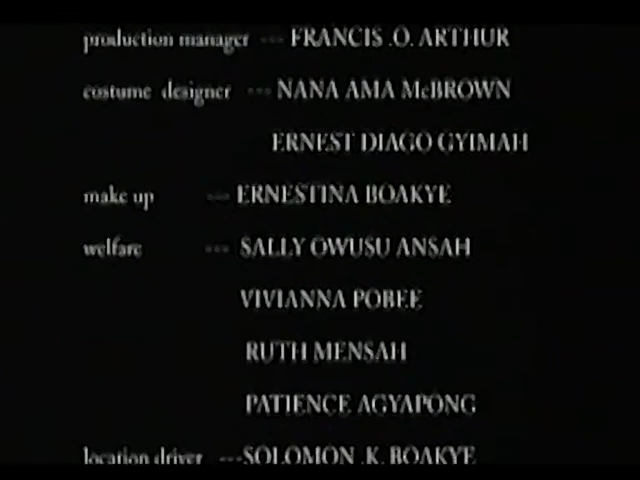 production manager --- FRANCIS .O. ARTHUR
costume designer --- NANA AMA McBROWN
ERNEST DIAGO GYIMAH
make up --- ERNESTINA BOAKYE
welfare --- SALLY OWUSU ANSAH
VIVIANNA POBEE
RUTH MENSAH
PATIENCE AGYAPONG
location driver ---SOLOMON .K. BOAKYE